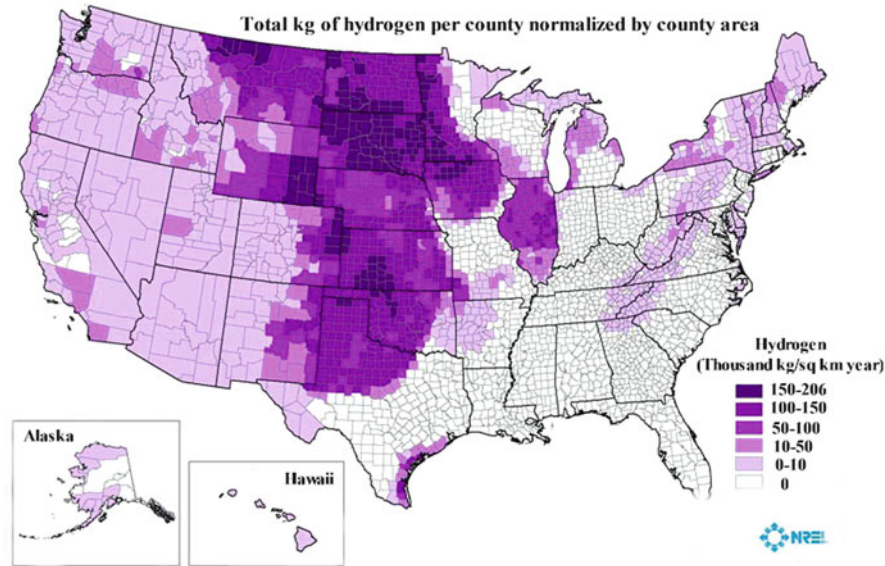 Total kg of hydrogen per county normalized by county area
Hydrogen
(Thousand kg/sq km year)
150-206
100-150
50-100
10-50
0-10
0
Alaska
Hawaii
NREL